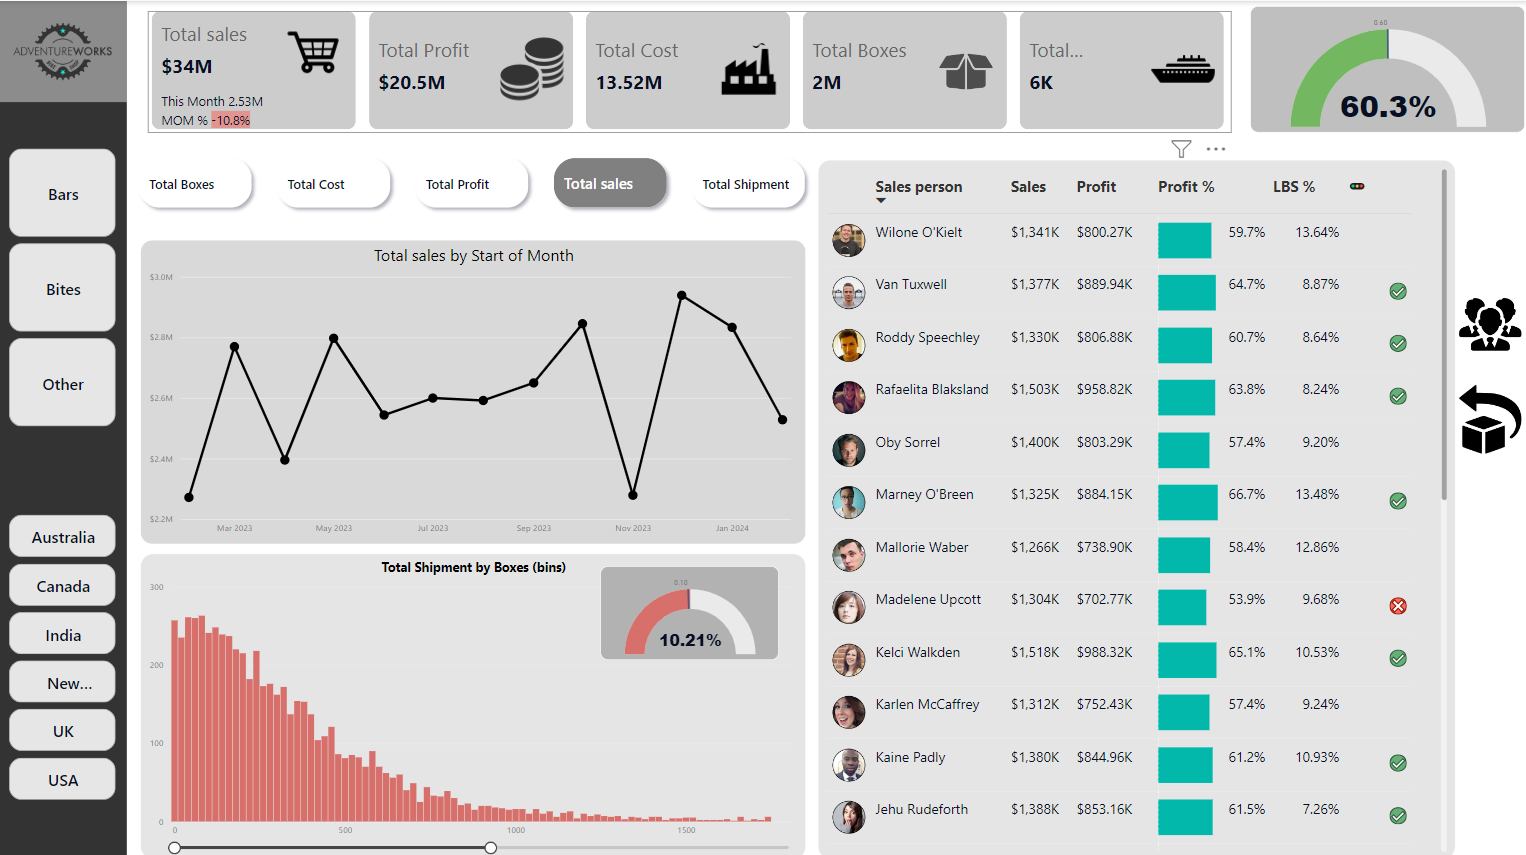 ADVENTUREWORKS
Total sales
$34M
This Month 2.53M
MOM % -10.8%
Total Profit
$20.5M
Total Cost
13.52M
Total Boxes
2M
Total...
6K
0.60
60.3%
Bars
Bites
Other
Australia
Canada
India
New...
UK
USA
Total Boxes
Total Cost
Total Profit
Total sales
Total Shipment
Total sales by Start of Month
$3.0M
$2.8M
$2.6M
$2.4M
$2.2M
Mar 2023 May 2023 Jul 2023 Sep 2023 Nov 2023 Jan 2024
Total Shipment by Boxes (bins)
300
200
100
0
0 500 1000 1500
0.10
10.21%
Sales person Sales Profit Profit % LBS %
Wilone O'Kielt $1,341K $800.27K 59.7% 13.64%
Van Tuxwell $1,377K $889.94K 64.7% 8.87%
Roddy Speechley $1,330K $806.88K 60.7% 8.64%
Rafaelita Blaksland $1,503K $958.82K 63.8% 8.24%
Oby Sorrel $1,400K $803.29K 57.4% 9.20%
Marney O'Breen $1,325K $884.15K 66.7% 13.48%
Mallorie Waber $1,266K $738.90K 58.4% 12.86%
Madelene Upcott $1,304K $702.77K 53.9% 9.68%
Kelci Walkden $1,518K $988.32K 65.1% 10.53%
Karlen McCaffrey $1,312K $752.43K 57.4% 9.24%
Kaine Padly $1,380K $844.96K 61.2% 10.93%
Jehu Rudeforth $1,388K $853.16K 61.5% 7.26%